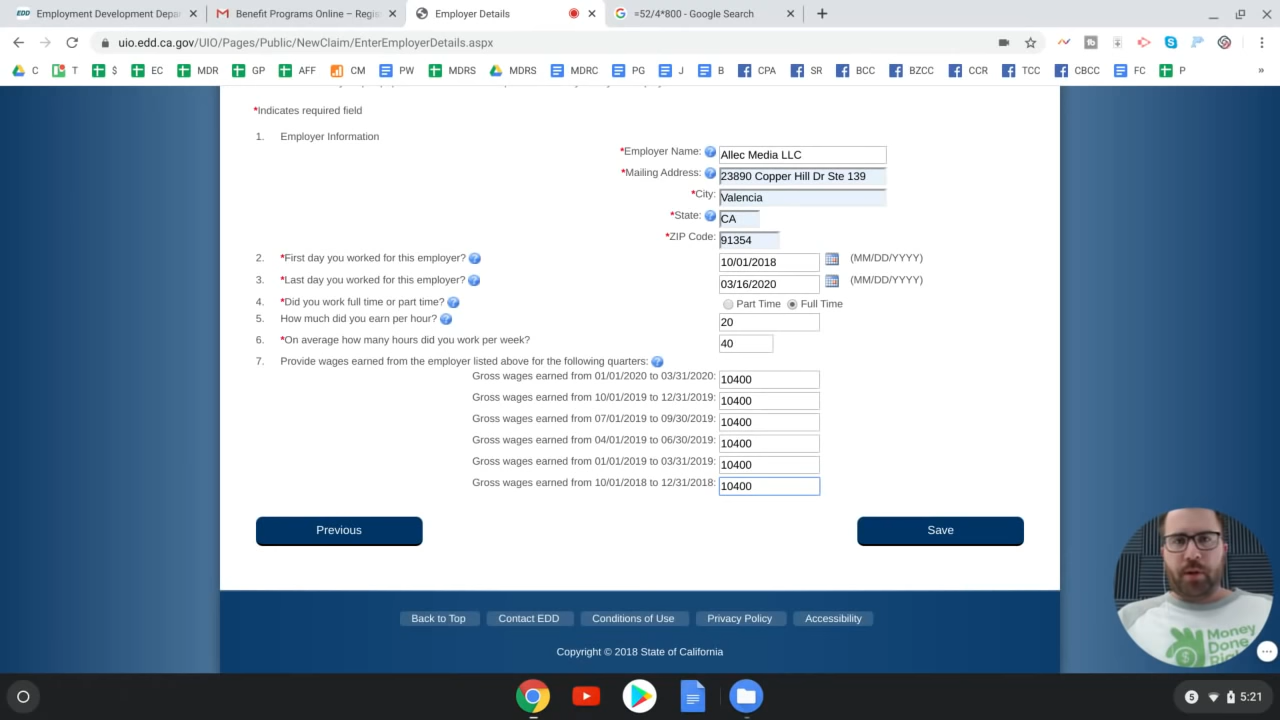 Employment Development Depar
Benefit Programs Online – Regis
Employer Details
=52/4*800 - Google Search
uio.edd.ca.gov/UIO/Pages/Public/NewClaim/EnterEmployerDetails.aspx
C T $ EC MDR GP AFF CM PW MDRS MDRS MDRC PG J B CPA SR BCC BZCC CCR TCC CBCC FC P »
*Indicates required field
1. Employer Information
*Employer Name: Allec Media LLC
*Mailing Address: 23890 Copper Hill Dr Ste 139
*City: Valencia
*State: CA
*ZIP Code: 91354
2. *First day you worked for this employer? 10/01/2018 (MM/DD/YYYY)
3. *Last day you worked for this employer? 03/16/2020 (MM/DD/YYYY)
4. *Did you work full time or part time? Part Time Full Time
5. How much did you earn per hour? 20
6. *On average how many hours did you work per week? 40
7. Provide wages earned from the employer listed above for the following quarters:
Gross wages earned from 01/01/2020 to 03/31/2020: 10400
Gross wages earned from 10/01/2019 to 12/31/2019: 10400
Gross wages earned from 07/01/2019 to 09/30/2019: 10400
Gross wages earned from 04/01/2019 to 06/30/2019: 10400
Gross wages earned from 01/01/2019 to 03/31/2019: 10400
Gross wages earned from 10/01/2018 to 12/31/2018: 10400
Previous
Save
Back to Top
Contact EDD
Conditions of Use
Privacy Policy
Accessibility
Copyright © 2018 State of California
Money
Done
5 5:21